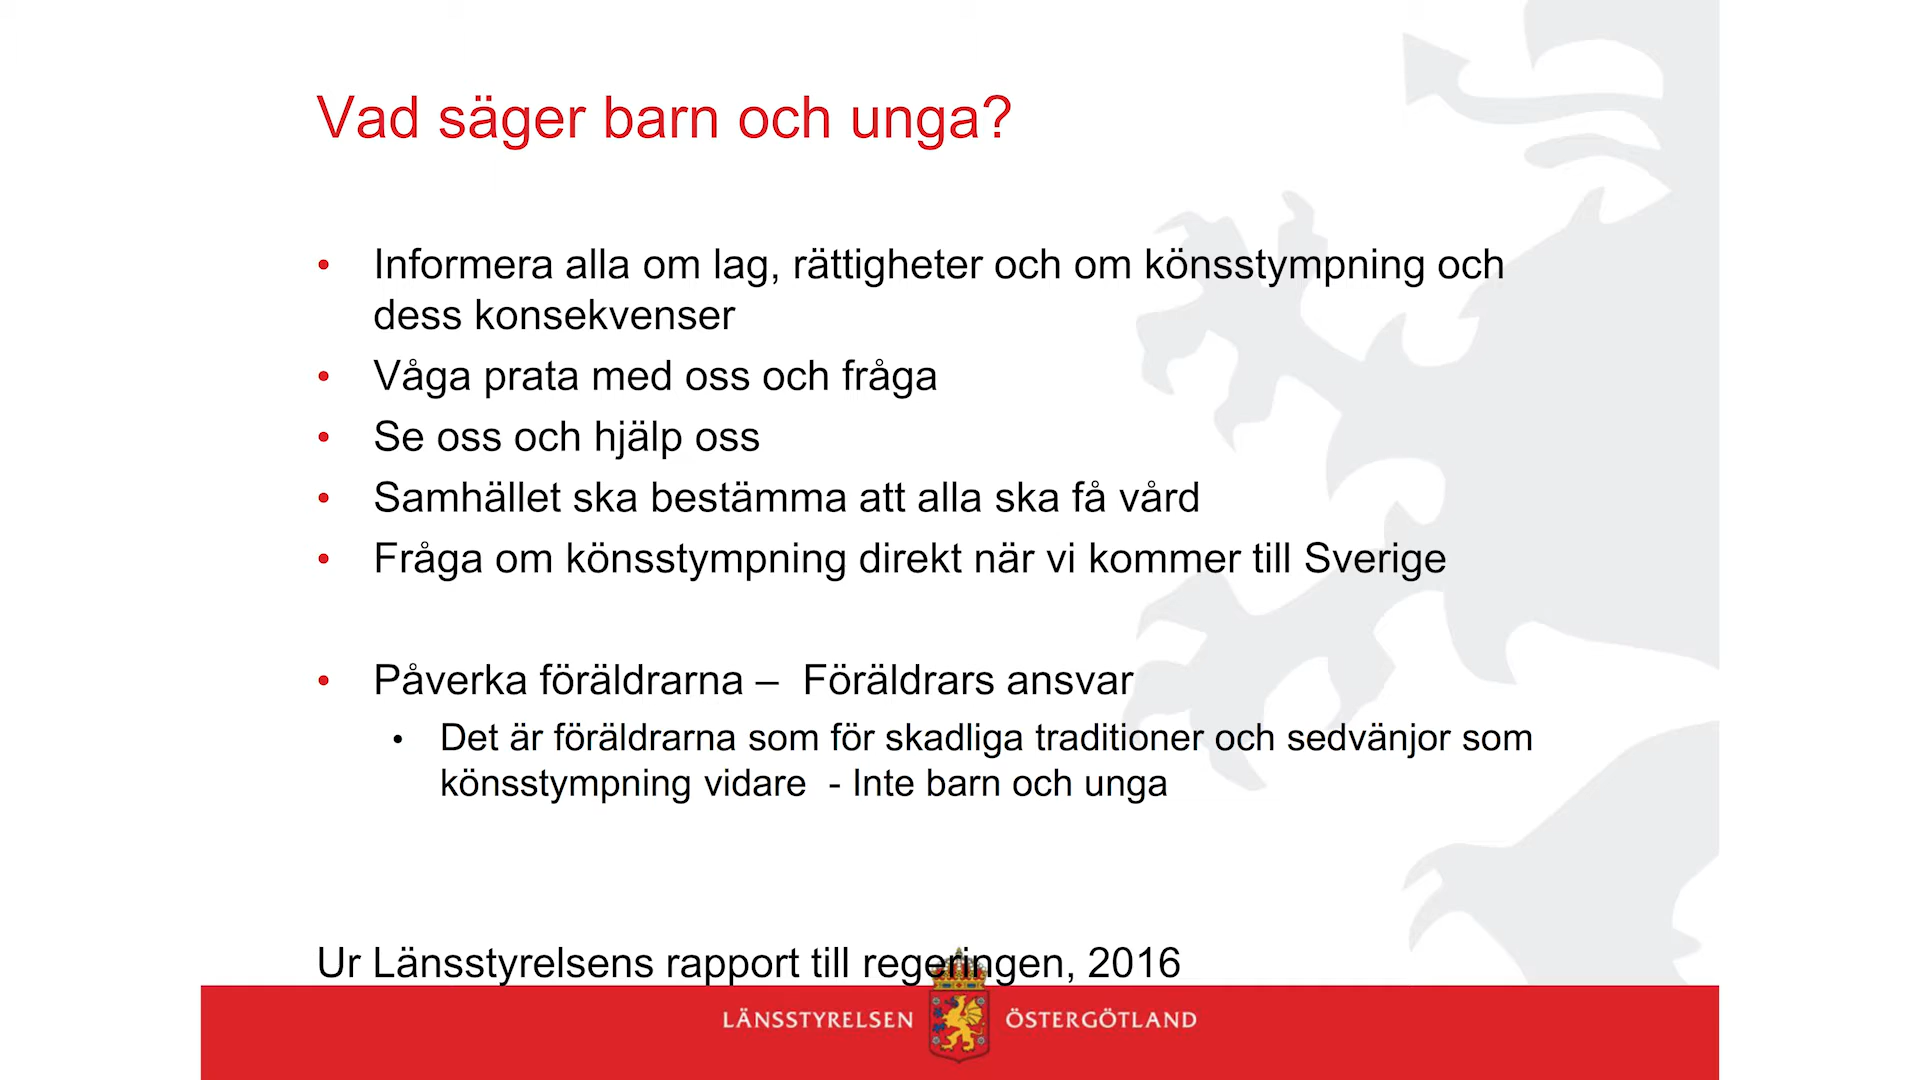 Vad säger barn och unga?
• Informera alla om lag, rättigheter och om könsstympning och
dess konsekvenser
• Våga prata med oss och fråga
• Se oss och hjälp oss
• Samhället ska bestämma att alla ska få vård
• Fråga om könsstympning direkt när vi kommer till Sverige
• Påverka föräldrarna – Föräldrars ansvar
• Det är föräldrarna som för skadliga traditioner och sedvänjor som
könsstympning vidare - Inte barn och unga
Ur Länsstyrelsens rapport till regeringen, 2016
LÄNSSTYRELSEN ÖSTERGÖTLAND